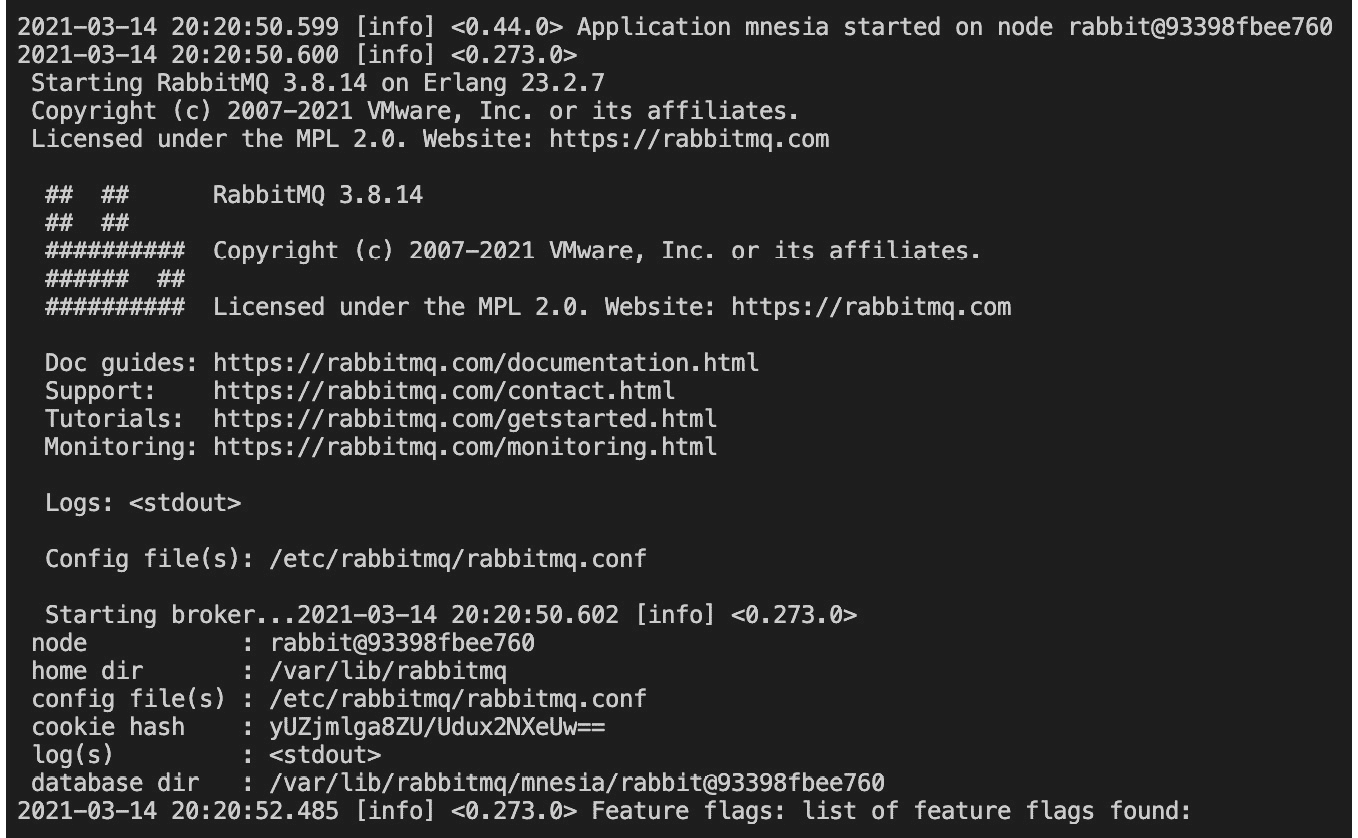 2021-03-14 20:20:50.599 [info] <0.44.0> Application mnesia started on node rabbit@93398fbee760
2021-03-14 20:20:50.600 [info] <0.273.0>
 Starting RabbitMQ 3.8.14 on Erlang 23.2.7
 Copyright (c) 2007-2021 VMware, Inc. or its affiliates.
 Licensed under the MPL 2.0. Website: https://rabbitmq.com

  ##  ##      RabbitMQ 3.8.14
  ##  ##
  ##########  Copyright (c) 2007-2021 VMware, Inc. or its affiliates.
  ######  ##
  ##########  Licensed under the MPL 2.0. Website: https://rabbitmq.com

  Doc guides: https://rabbitmq.com/documentation.html
  Support:    https://rabbitmq.com/contact.html
  Tutorials:  https://rabbitmq.com/getstarted.html
  Monitoring: https://rabbitmq.com/monitoring.html

  Logs: <stdout>

  Config file(s): /etc/rabbitmq/rabbitmq.conf

  Starting broker...2021-03-14 20:20:50.602 [info] <0.273.0>
 node           : rabbit@93398fbee760
 home dir       : /var/lib/rabbitmq
 config file(s) : /etc/rabbitmq/rabbitmq.conf
 cookie hash    : yUZjmlga8ZU/Udux2NXeUw==
 log(s)         : <stdout>
 database dir   : /var/lib/rabbitmq/mnesia/rabbit@93398fbee760
2021-03-14 20:20:52.485 [info] <0.273.0> Feature flags: list of feature flags found: